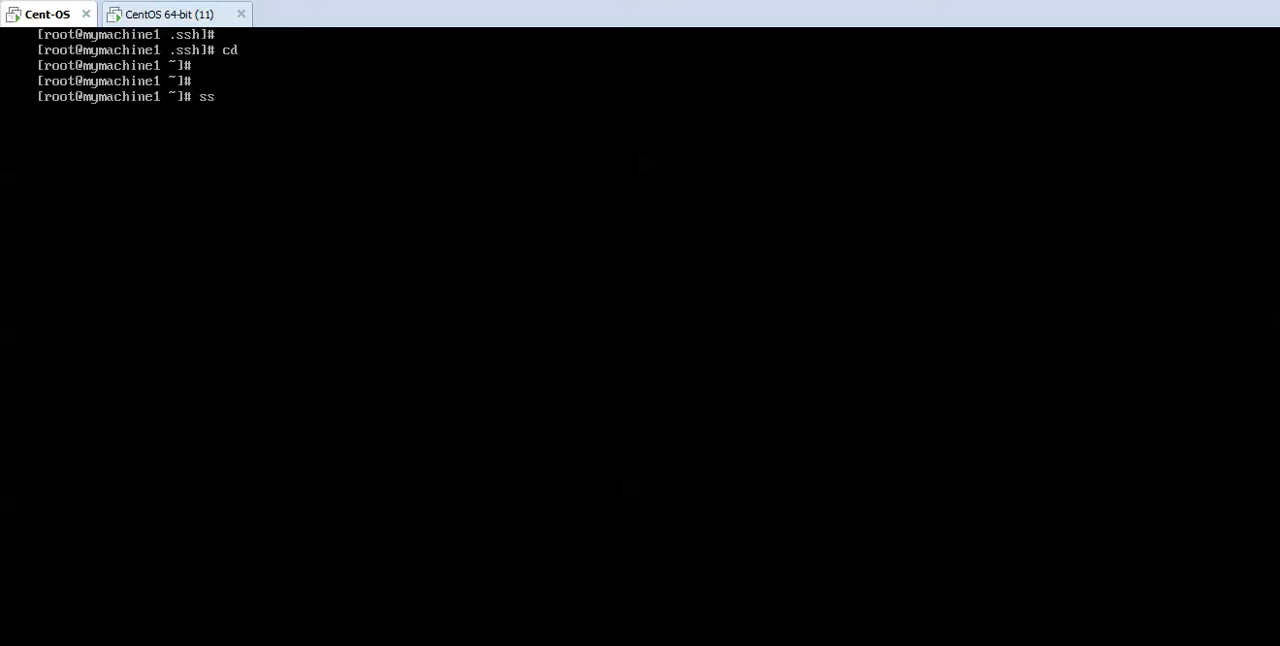 Cent-OS
CentOS 64-bit (11)
[root@mymachine1 .ssh]#
[root@mymachine1 .ssh]# cd
[root@mymachine1 ~]#
[root@mymachine1 ~]#
[root@mymachine1 ~]# ss